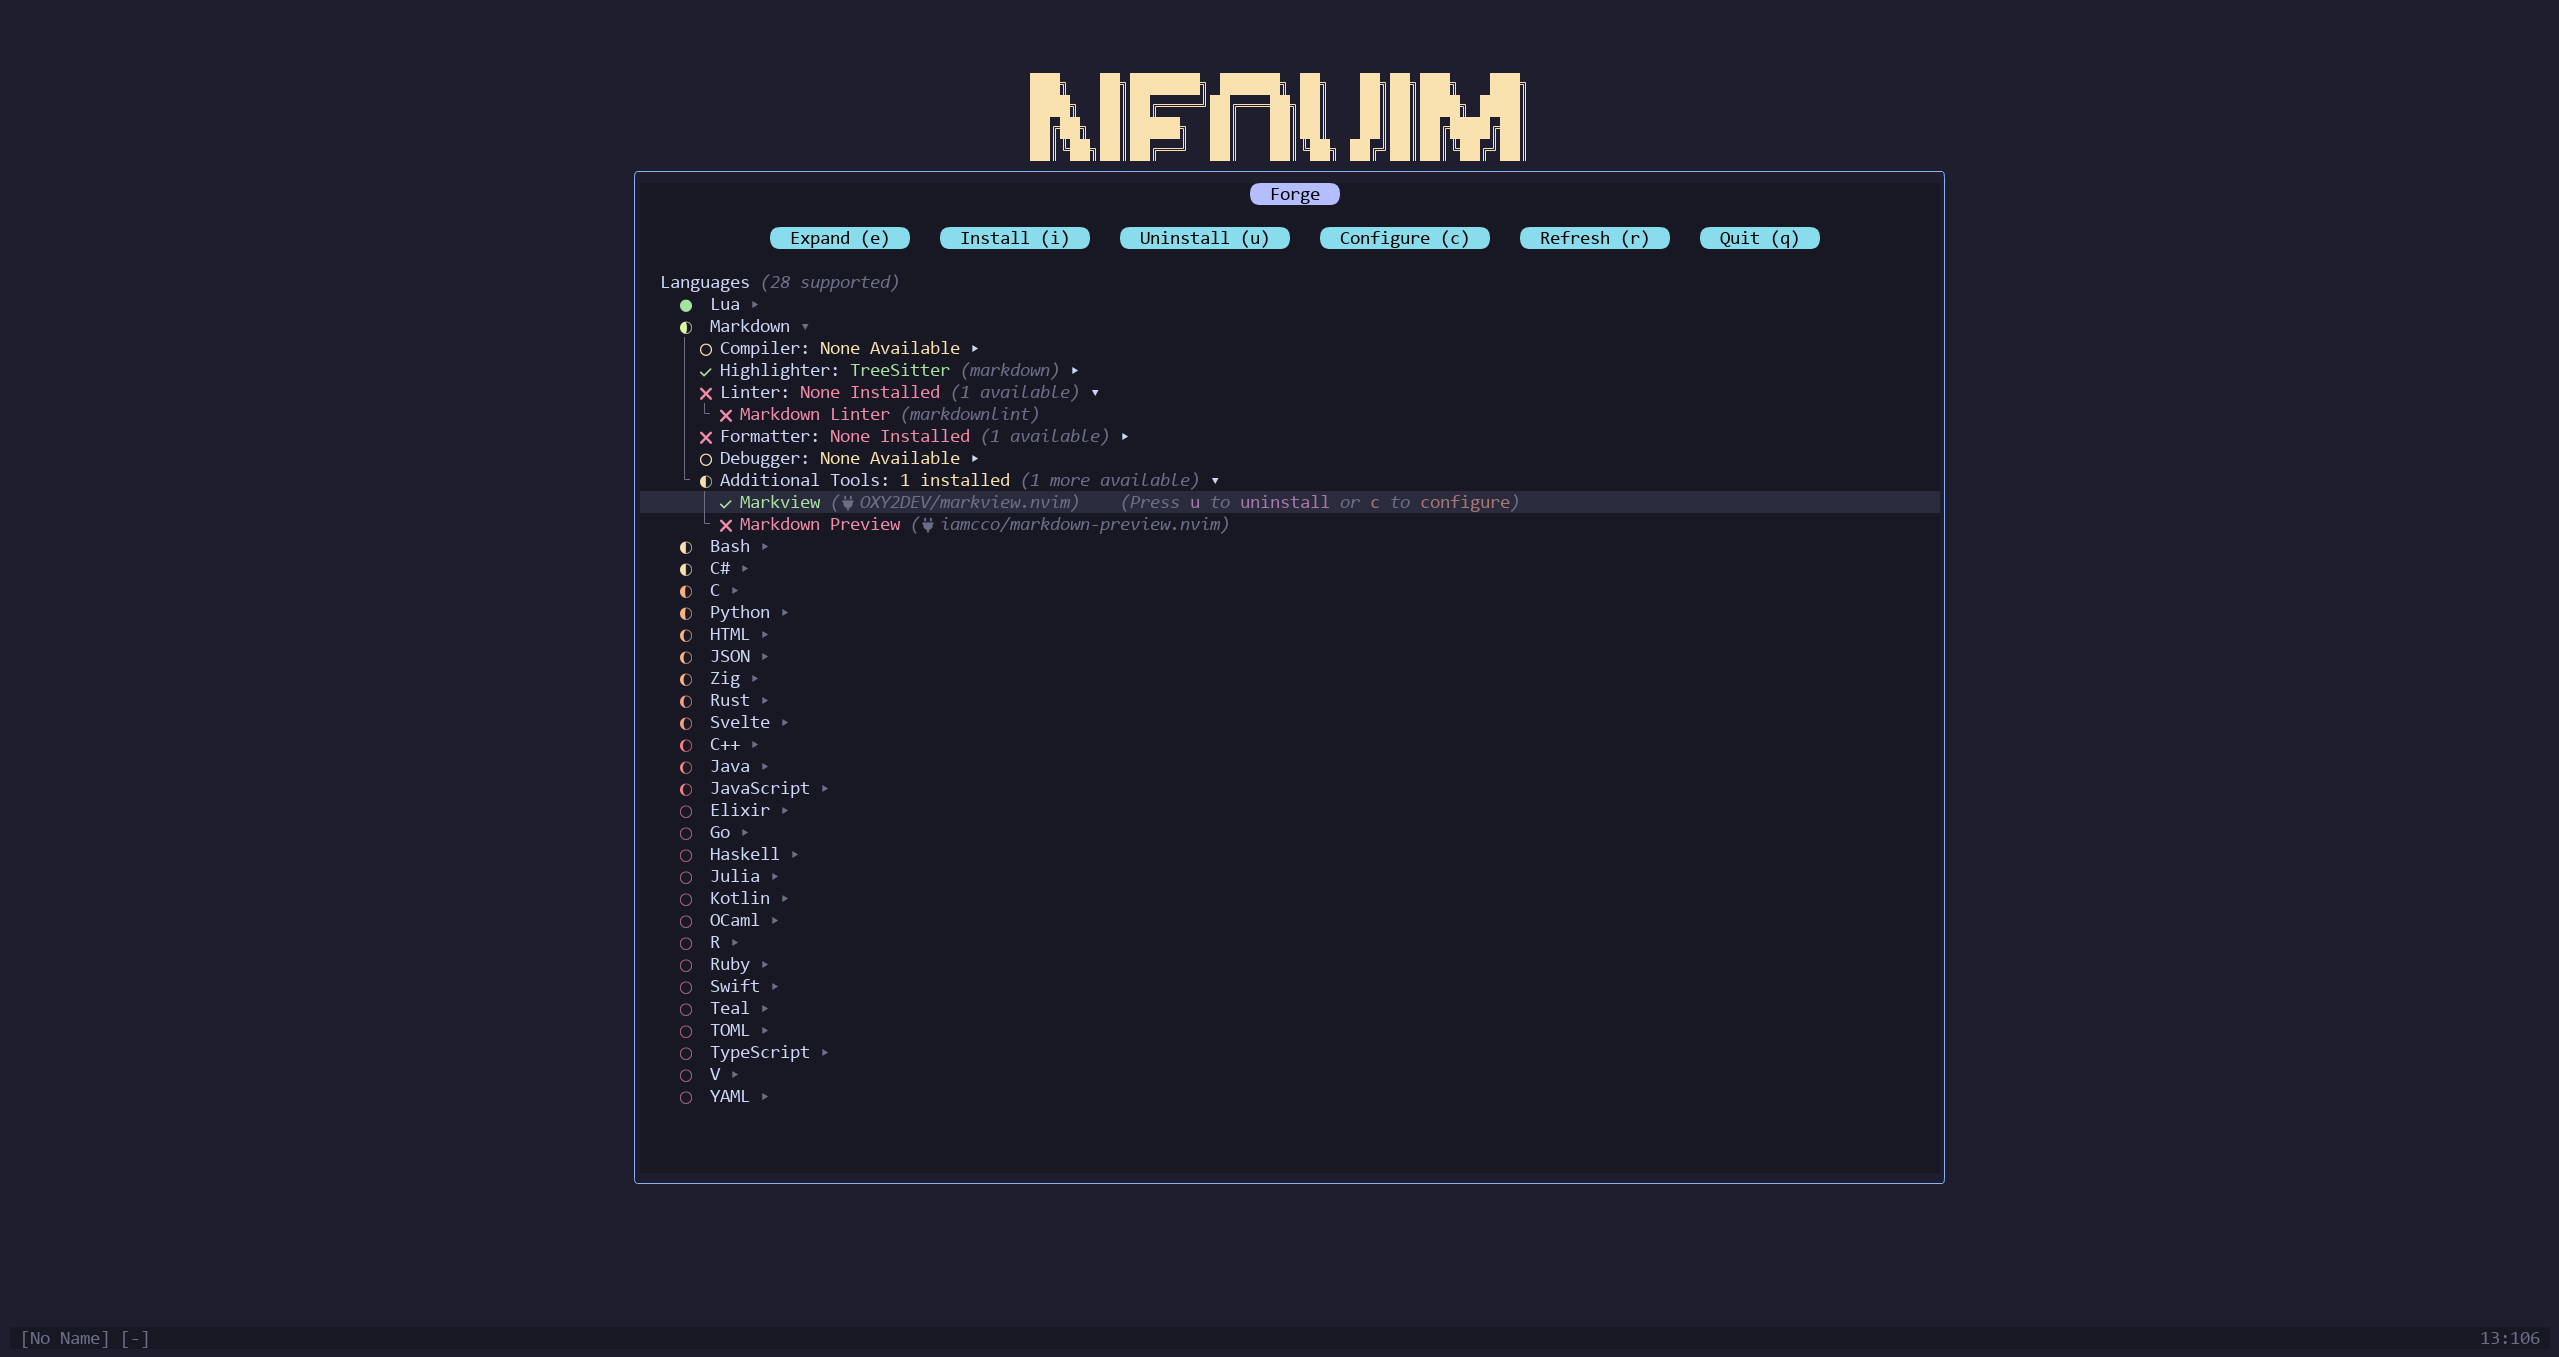 NEOVIM
Forge
Expand (e) Install (i) Uninstall (u) Configure (c) Refresh (r) Quit (q)
Languages (28 supported)
Lua
Markdown
Compiler: None Available
Highlighter: TreeSitter (markdown)
Linter: None Installed (1 available)
Markdown Linter (markdownlint)
Formatter: None Installed (1 available)
Debugger: None Available
Additional Tools: 1 installed (1 more available)
Markview (OXY2DEV/markview.nvim) (Press u to uninstall or c to configure)
Markdown Preview (iamcco/markdown-preview.nvim)
Bash
C#
C
Python
HTML
JSON
Zig
Rust
Svelte
C++
Java
JavaScript
Elixir
Go
Haskell
Julia
Kotlin
OCaml
R
Ruby
Swift
Teal
TOML
TypeScript
V
YAML
[No Name] [-] 13:106